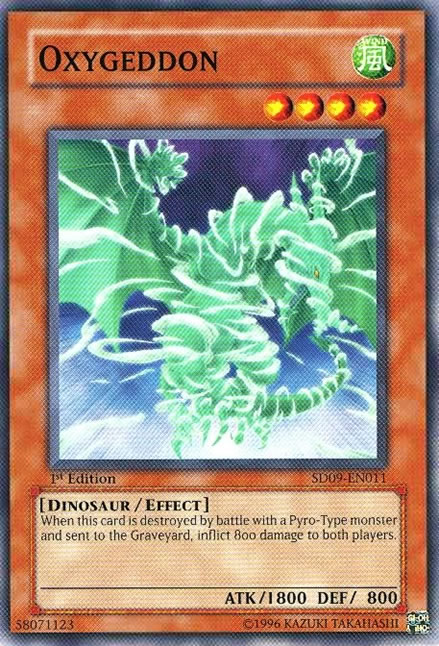 OXYGEDDON
WIND
風
1st Edition
SD09-EN011
[DINOSAUR / EFFECT]
When this card is destroyed by battle with a Pyro-Type monster
and sent to the Graveyard, inflict 800 damage to both players.
ATK/1800 DEF/ 800
58071123
©1996 KAZUKI TAKAHASHI